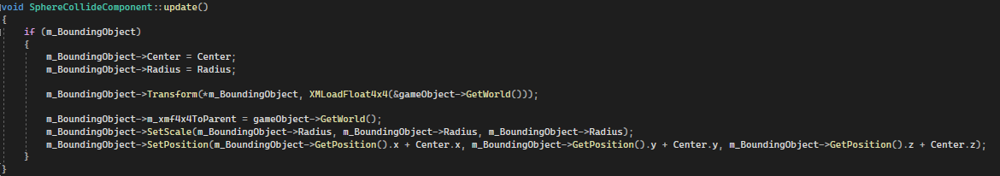 void SphereCollideComponent::update()
{
    if (m_BoundingObject)
    {
        m_BoundingObject->Center = Center;
        m_BoundingObject->Radius = Radius;

        m_BoundingObject->Transform(*m_BoundingObject, XMLoadFloat4x4(&gameObject->GetWorld()));

        m_BoundingObject->m_xmf4x4ToParent = gameObject->GetWorld();
        m_BoundingObject->SetScale(m_BoundingObject->Radius, m_BoundingObject->Radius, m_BoundingObject->Radius);
        m_BoundingObject->SetPosition(m_BoundingObject->GetPosition().x + Center.x, m_BoundingObject->GetPosition().y + Center.y, m_BoundingObject->GetPosition().z + Center.z);
    }
}